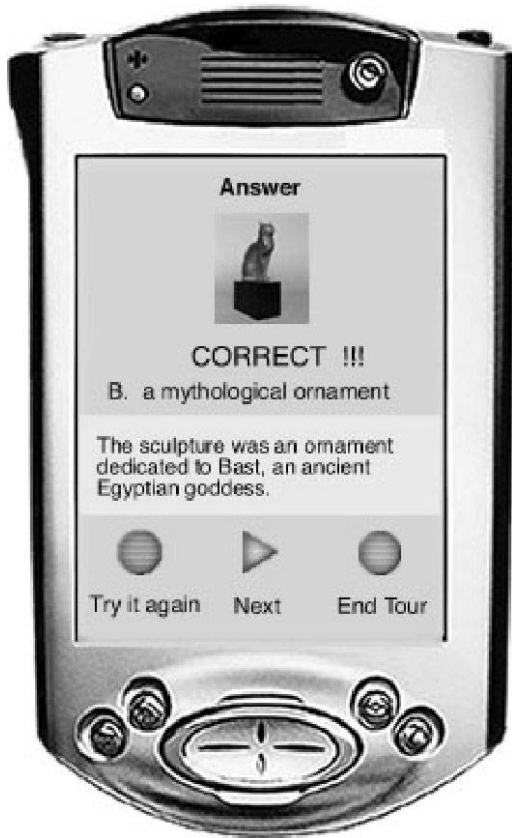 Answer
CORRECT !!!
B. a mythological ornament
The sculpture was an ornament
dedicated to Bast, an ancient
Egyptian goddess.
Try it again Next End Tour